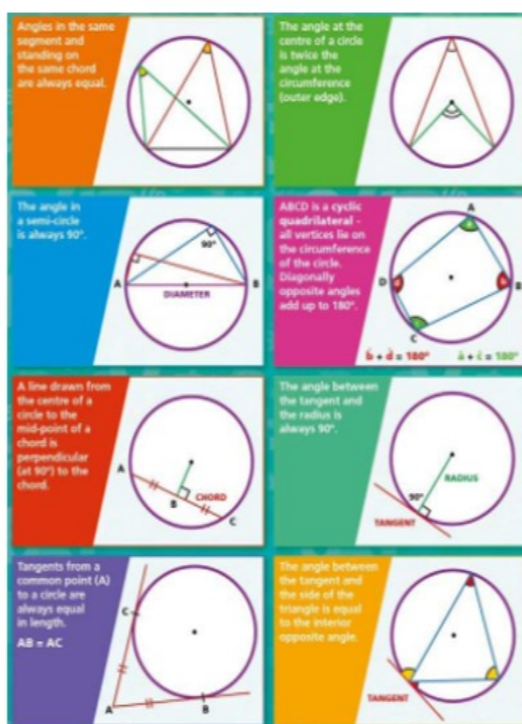 Angles in the same
segment and
standing on
the same chord
are always equal.
The angle at the
centre of a circle
is twice the
angle at the
circumference
(outer edge).
The angle in
a semi-circle
is always 90°.
90°
A
B
DIAMETER
ABCD is a cyclic
quadrilateral -
all vertices lie on
the circumference
of the circle.
Diagonally
opposite angles
add up to 180°.
A
D
B
C
b̂ + d̂ = 180°
â + ĉ = 180°
A line drawn from
the centre of a
circle to the
mid-point of a
chord is
perpendicular
(at 90°) to the
chord.
A
CHORD
B
C
The angle between
the tangent and
the radius is
always 90°.
RADIUS
90°
TANGENT
Tangents from a
common point (A)
to a circle are
always equal
in length.
AB = AC
C
A
B
The angle between
the tangent and
the side of the
triangle is equal
to the interior
opposite angle.
TANGENT